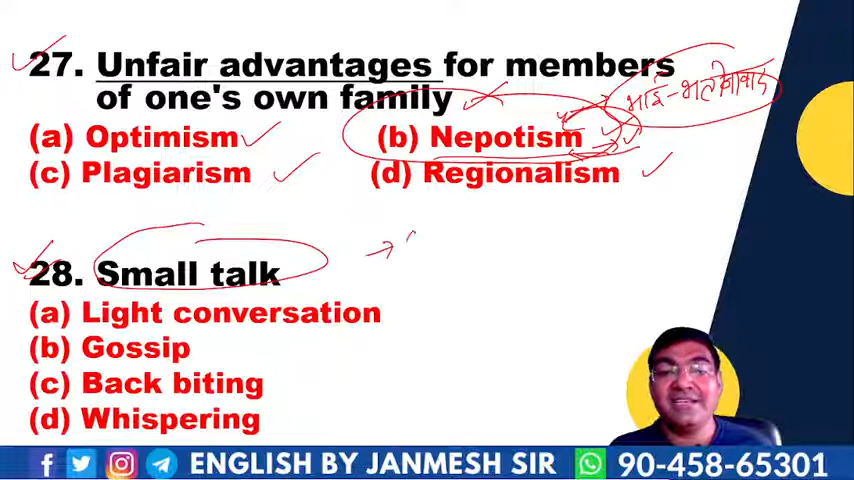 27. Unfair advantages for members
of one's own family
भाई-भतीजावाद
(a) Optimism (b) Nepotism
(c) Plagiarism (d) Regionalism
28. Small talk
(a) Light conversation
(b) Gossip
(c) Back biting
(d) Whispering
ENGLISH BY JANMESH SIR 90-458-65301